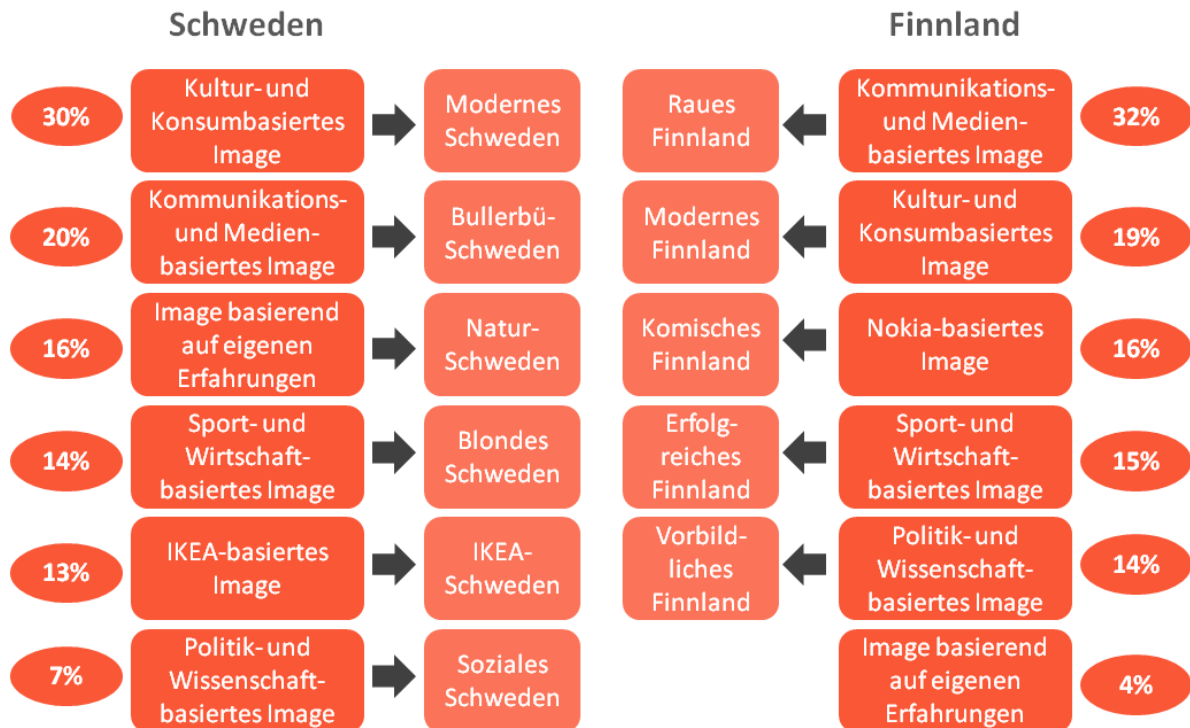 Schweden
Finnland
30%
Kultur- und
Konsumbasiertes
Image
Modernes
Schweden
Raues
Finnland
Kommunikations-
und Medien-
basiertes Image
32%
20%
Kommunikations-
und Medien-
basiertes Image
Bullerbü-
Schweden
Modernes
Finnland
Kultur- und
Konsumbasiertes
Image
19%
16%
Image basierend
auf eigenen
Erfahrungen
Natur-
Schweden
Komisches
Finnland
Nokia-basiertes
Image
16%
14%
Sport- und
Wirtschaft-
basiertes Image
Blondes
Schweden
Erfolg-
reiches
Finnland
Sport- und
Wirtschaft-
basiertes Image
15%
13%
IKEA-basiertes
Image
IKEA-
Schweden
Vorbild-
liches
Finnland
Politik- und
Wissenschaft-
basiertes Image
14%
7%
Politik- und
Wissenschaft-
basiertes Image
Soziales
Schweden
Image basierend
auf eigenen
Erfahrungen
4%